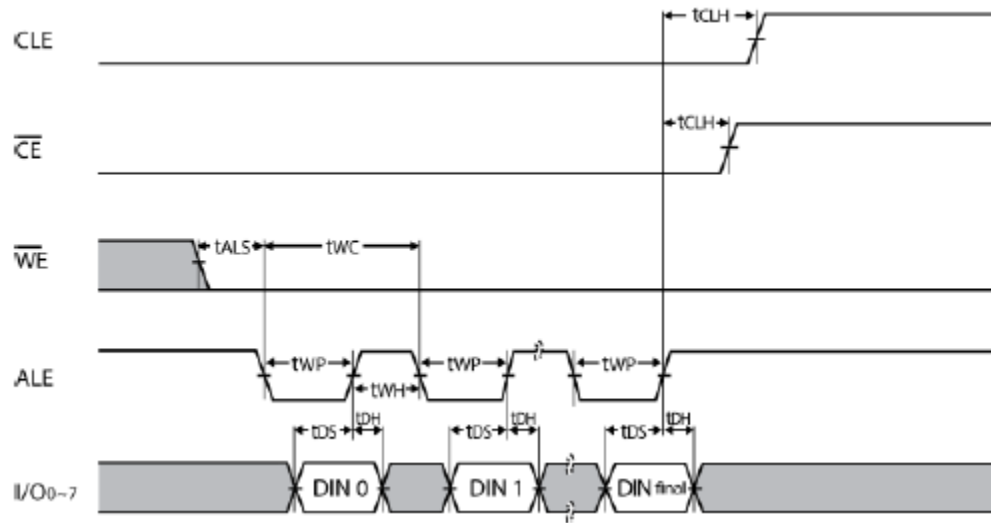 CLE tCLH
CE tCLH
WE tALS tWC
ALE tWP tWH tWP tWP
tDS tDH tDS tDH tDS tDH
I/O0~7 DIN 0 DIN 1 DIN final